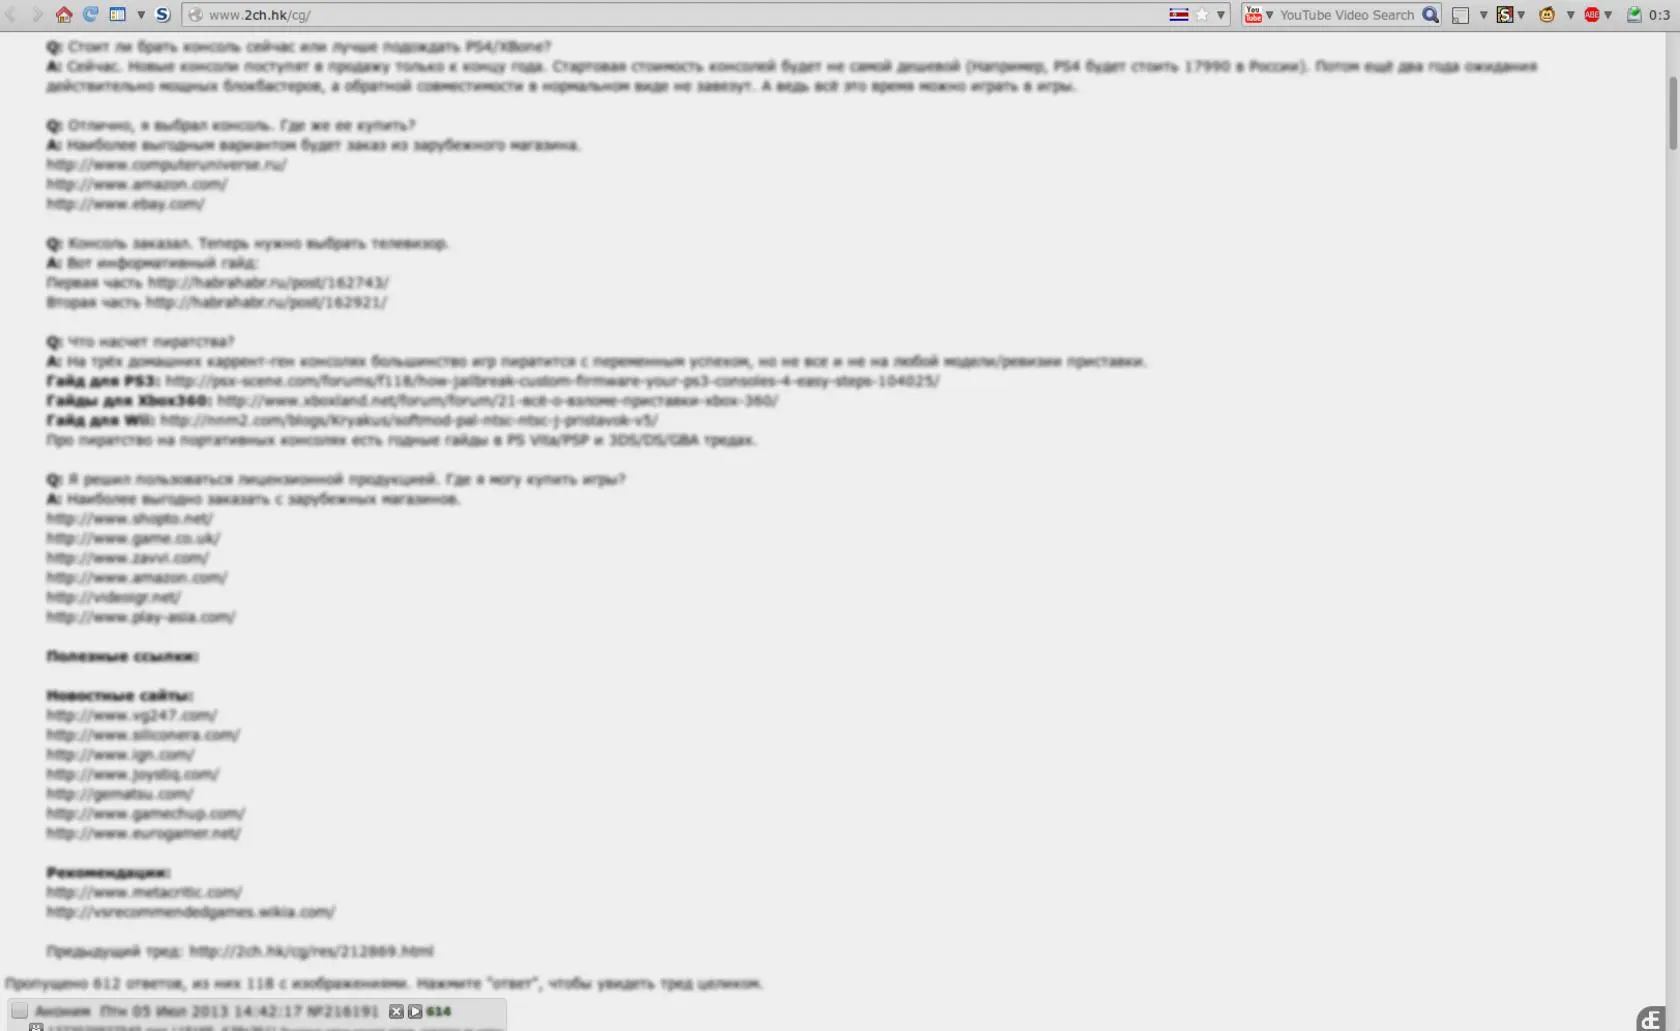 www.2ch.hk/cg/ You Tube YouTube Video Search S ABP 0:3
Q: Стоит ли брать консоль сейчас или лучше подождать PS4/XBone?
A: Сейчас. Новые консоли поступят в продажу только к концу года. Стартовая стоимость консолей будет не самой дешевой (Например, PS4 будет стоить 17990 в России). Потом ещё два года ожидания
действительно мощных блокбастеров, а обратной совместимости в нормальном виде не завезут. А ведь всё это время можно играть в игры.
Q: Отлично, я выбрал консоль. Где же ее купить?
A: Наиболее выгодным вариантом будет заказ из зарубежного магазина.
http://www.computeruniverse.ru/
http://www.amazon.com/
http://www.ebay.com/
Q: Консоль заказал. Теперь нужно выбрать телевизор.
A: Вот информативный гайд:
Первая часть http://habrahabr.ru/post/162743/
Вторая часть http://habrahabr.ru/post/162921/
Q: Что насчет пиратства?
A: На трёх домашних каррент-ген консолях большинство игр пиратится с переменным успехом, но не все и не на любой модели/ревизии приставки.
Гайд для PS3: http://psx-scene.com/forums/f118/how-jailbreak-custom-firmware-your-ps3-consoles-4-easy-steps-104025/
Гайды для Xbox360: http://www.xboxland.net/forum/forum/21-всё-о-взломе-приставки-xbox-360/
Гайд для Wii: http://nnm2.com/blogs/Kryakus/softmod-pal-ntsc-ntsc-j-pristavok-v5/
Про пиратство на портативных консолях есть годные гайды в PS Vita/PSP и 3DS/DS/GBA тредах.
Q: Я решил пользоваться лицензионной продукцией. Где я могу купить игры?
A: Наиболее выгодно заказать с зарубежных магазинов.
http://www.shopto.net/
http://www.game.co.uk/
http://www.zavvi.com/
http://www.amazon.com/
http://videoigr.net/
http://www.play-asia.com/
Полезные ссылки:
Новостные сайты:
http://www.vg247.com/
http://www.siliconera.com/
http://www.ign.com/
http://www.joystiq.com/
http://gematsu.com/
http://www.gamechup.com/
http://www.eurogamer.net/
Рекомендации:
http://www.metacritic.com/
http://vsrecommendedgames.wikia.com/
Предыдущий тред: http://2ch.hk/cg/res/212869.html
Пропущено 612 ответов, из них 118 с изображениями. Нажмите "ответ", чтобы увидеть тред целиком.
Аноним Птн 05 Июл 2013 14:42:17 №216191 614